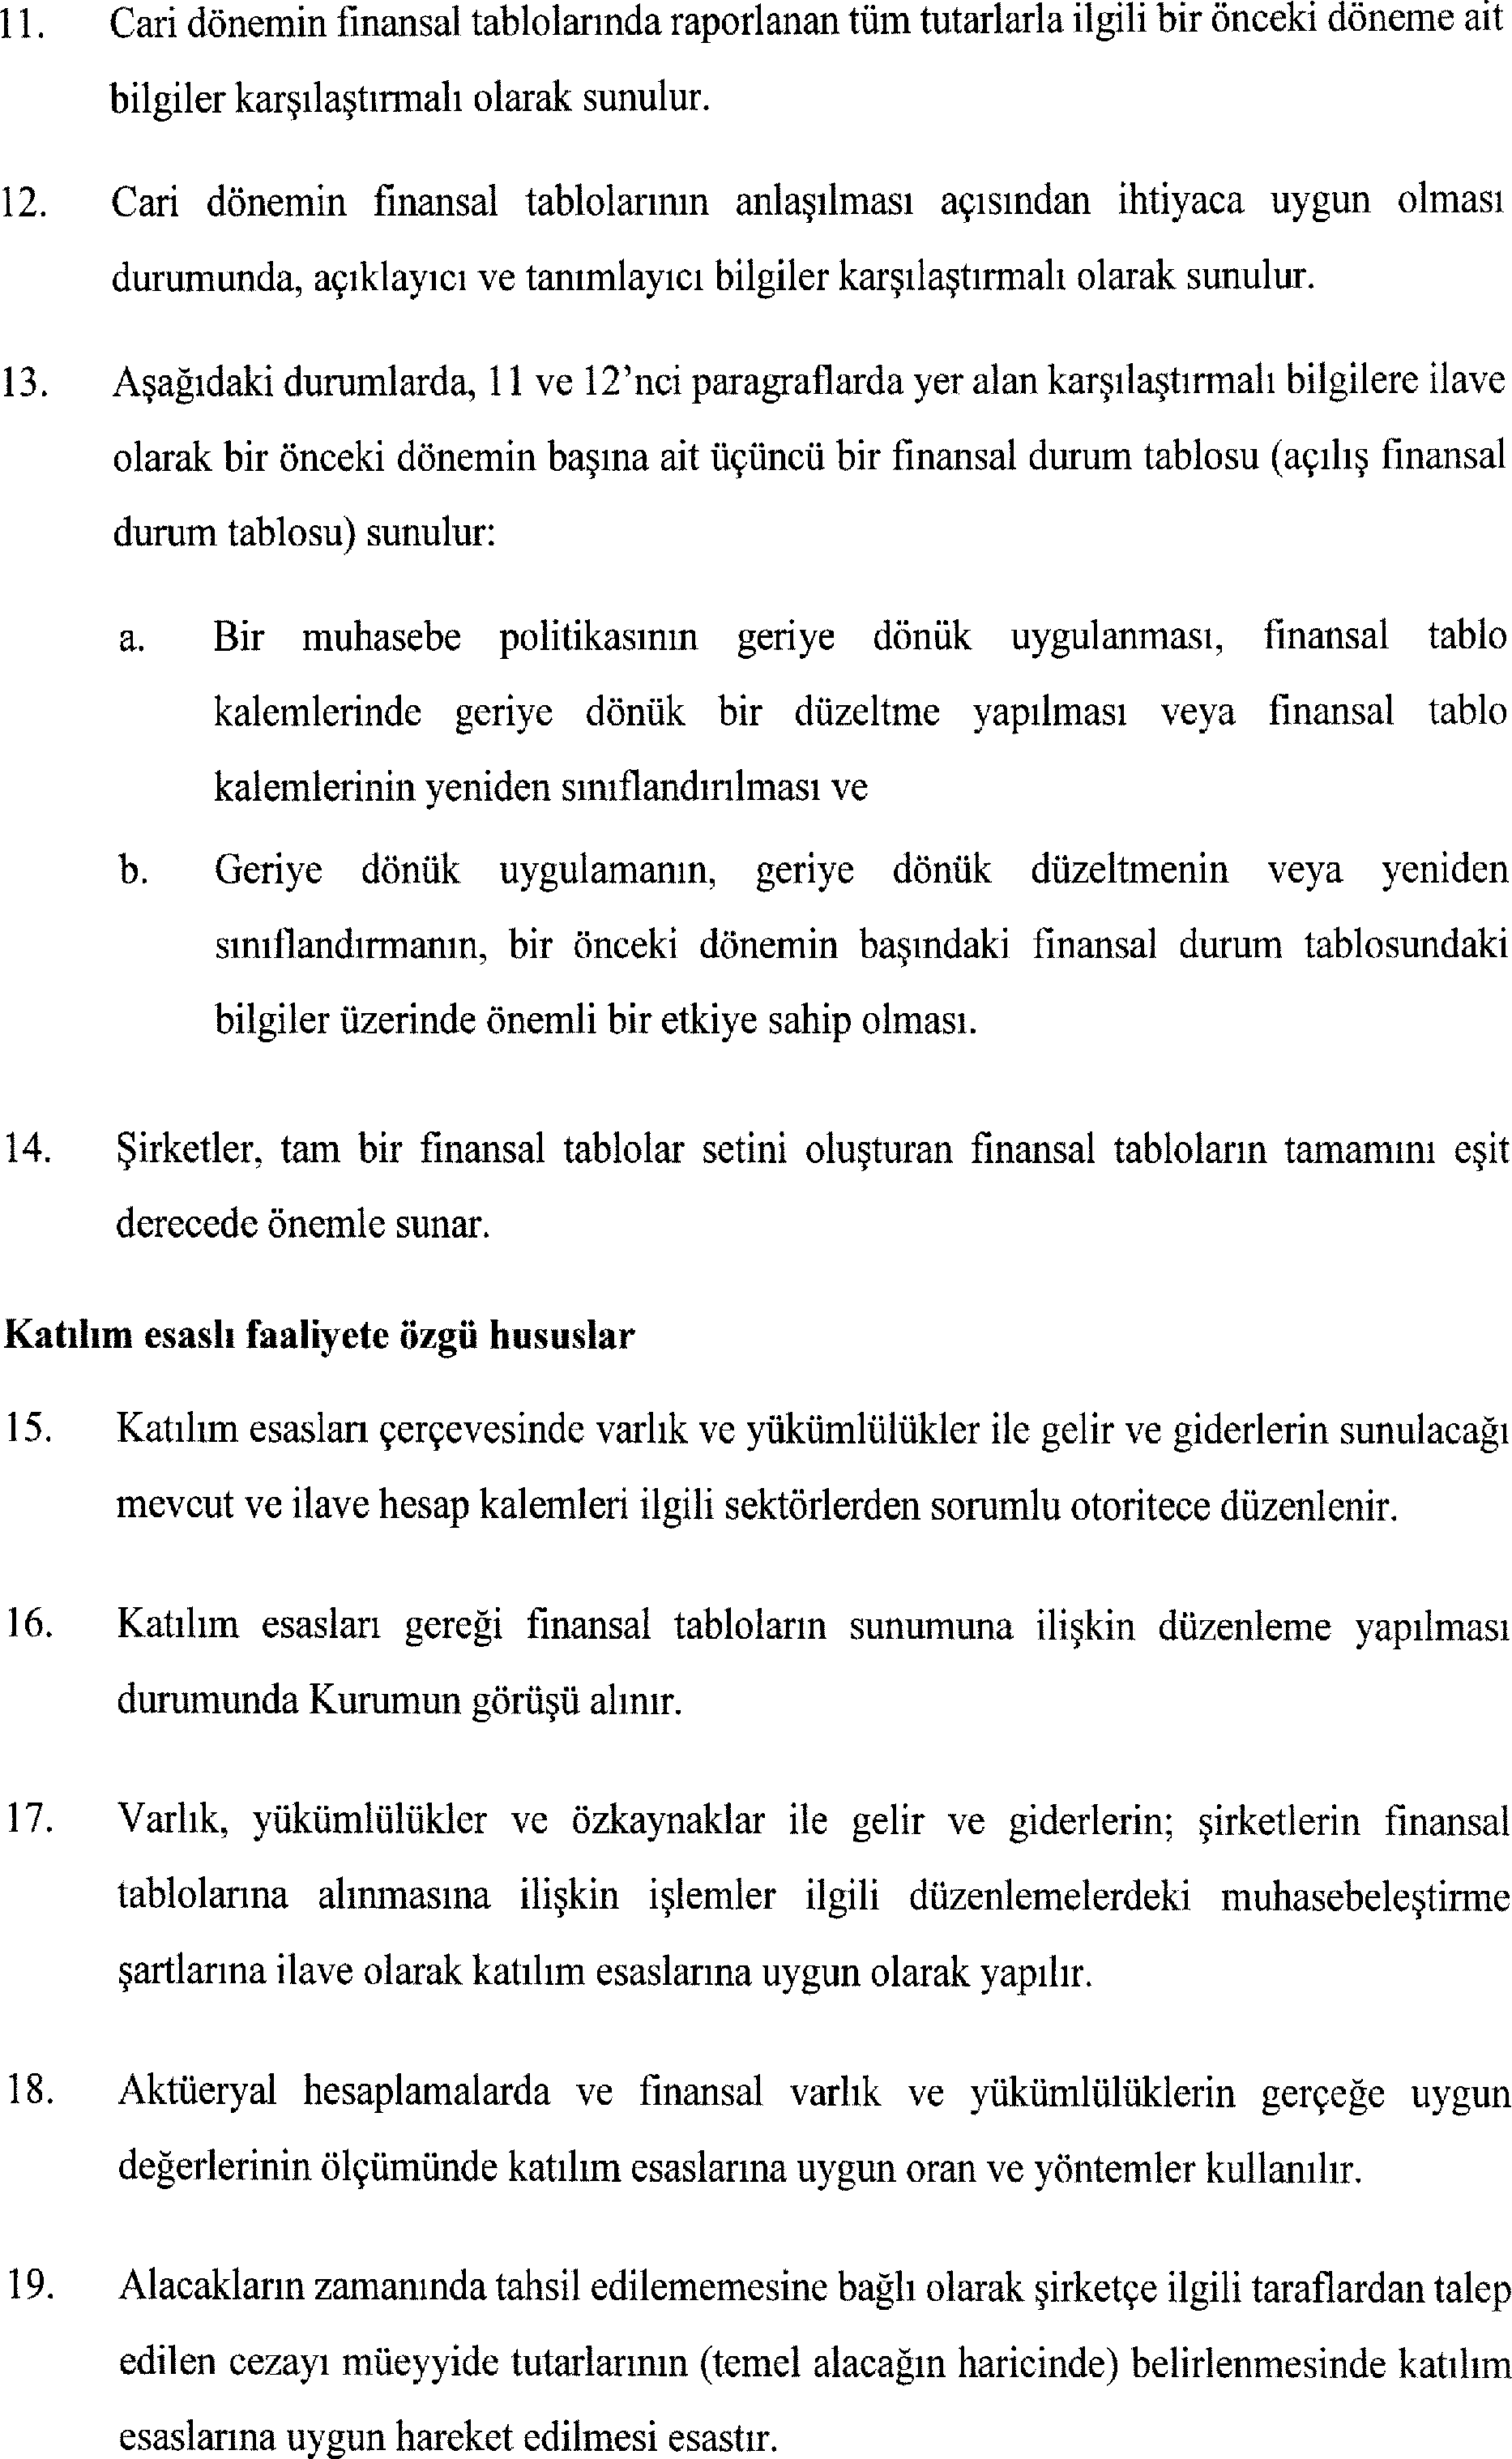 11. Cari dönemin finansal tablolarında raporlanan tüm tutarlarla ilgili bir önceki döneme ait
bilgiler karşılaştırmalı olarak sunulur.
12. Cari dönemin finansal tablolarının anlaşılması açısından ihtiyaca uygun olması
durumunda, açıklayıcı ve tanımlayıcı bilgiler karşılaştırmalı olarak sunulur.
13. Aşağıdaki durumlarda, 11 ve 12’nci paragraflarda yer alan karşılaştırmalı bilgilere ilave
olarak bir önceki dönemin başına ait üçüncü bir finansal durum tablosu (açılış finansal
durum tablosu) sunulur:
a. Bir muhasebe politikasının geriye dönük uygulanması, finansal tablo
kalemlerinde geriye dönük bir düzeltme yapılması veya finansal tablo
kalemlerinin yeniden sınıflandırılması ve
b. Geriye dönük uygulamanın, geriye dönük düzeltmenin veya yeniden
sınıflandırmanın, bir önceki dönemin başındaki finansal durum tablosundaki
bilgiler üzerinde önemli bir etkiye sahip olması.
14. Şirketler, tam bir finansal tablolar setini oluşturan finansal tabloların tamamını eşit
derecede önemle sunar.
Katılım esaslı faaliyete özgü hususlar
15. Katılım esasları çerçevesinde varlık ve yükümlülükler ile gelir ve giderlerin sunulacağı
mevcut ve ilave hesap kalemleri ilgili sektörlerden sorumlu otoritece düzenlenir.
16. Katılım esasları gereği finansal tabloların sunumuna ilişkin düzenleme yapılması
durumunda Kurumun görüşü alınır.
17. Varlık, yükümlülükler ve özkaynaklar ile gelir ve giderlerin; şirketlerin finansal
tablolarına alınmasına ilişkin işlemler ilgili düzenlemelerdeki muhasebeleştirme
şartlarına ilave olarak katılım esaslarına uygun olarak yapılır.
18. Aktüeryal hesaplamalarda ve finansal varlık ve yükümlülüklerin gerçeğe uygun
değerlerinin ölçümünde katılım esaslarına uygun oran ve yöntemler kullanılır.
19. Alacakların zamanında tahsil edilememesine bağlı olarak şirketçe ilgili taraflardan talep
edilen cezayı müeyyide tutarlarının (temel alacağın haricinde) belirlenmesinde katılım
esaslarına uygun hareket edilmesi esastır.